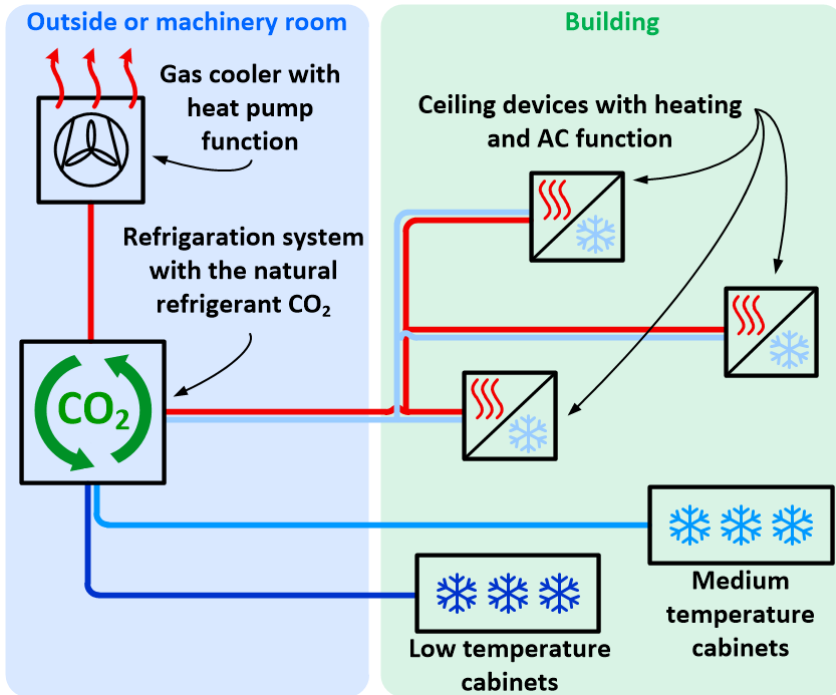 Outside or machinery room
Building
Gas cooler with
heat pump
function
Ceiling devices with heating
and AC function
Refrigaration system
with the natural
refrigerant CO₂
CO₂
Medium
temperature
cabinets
Low temperature
cabinets